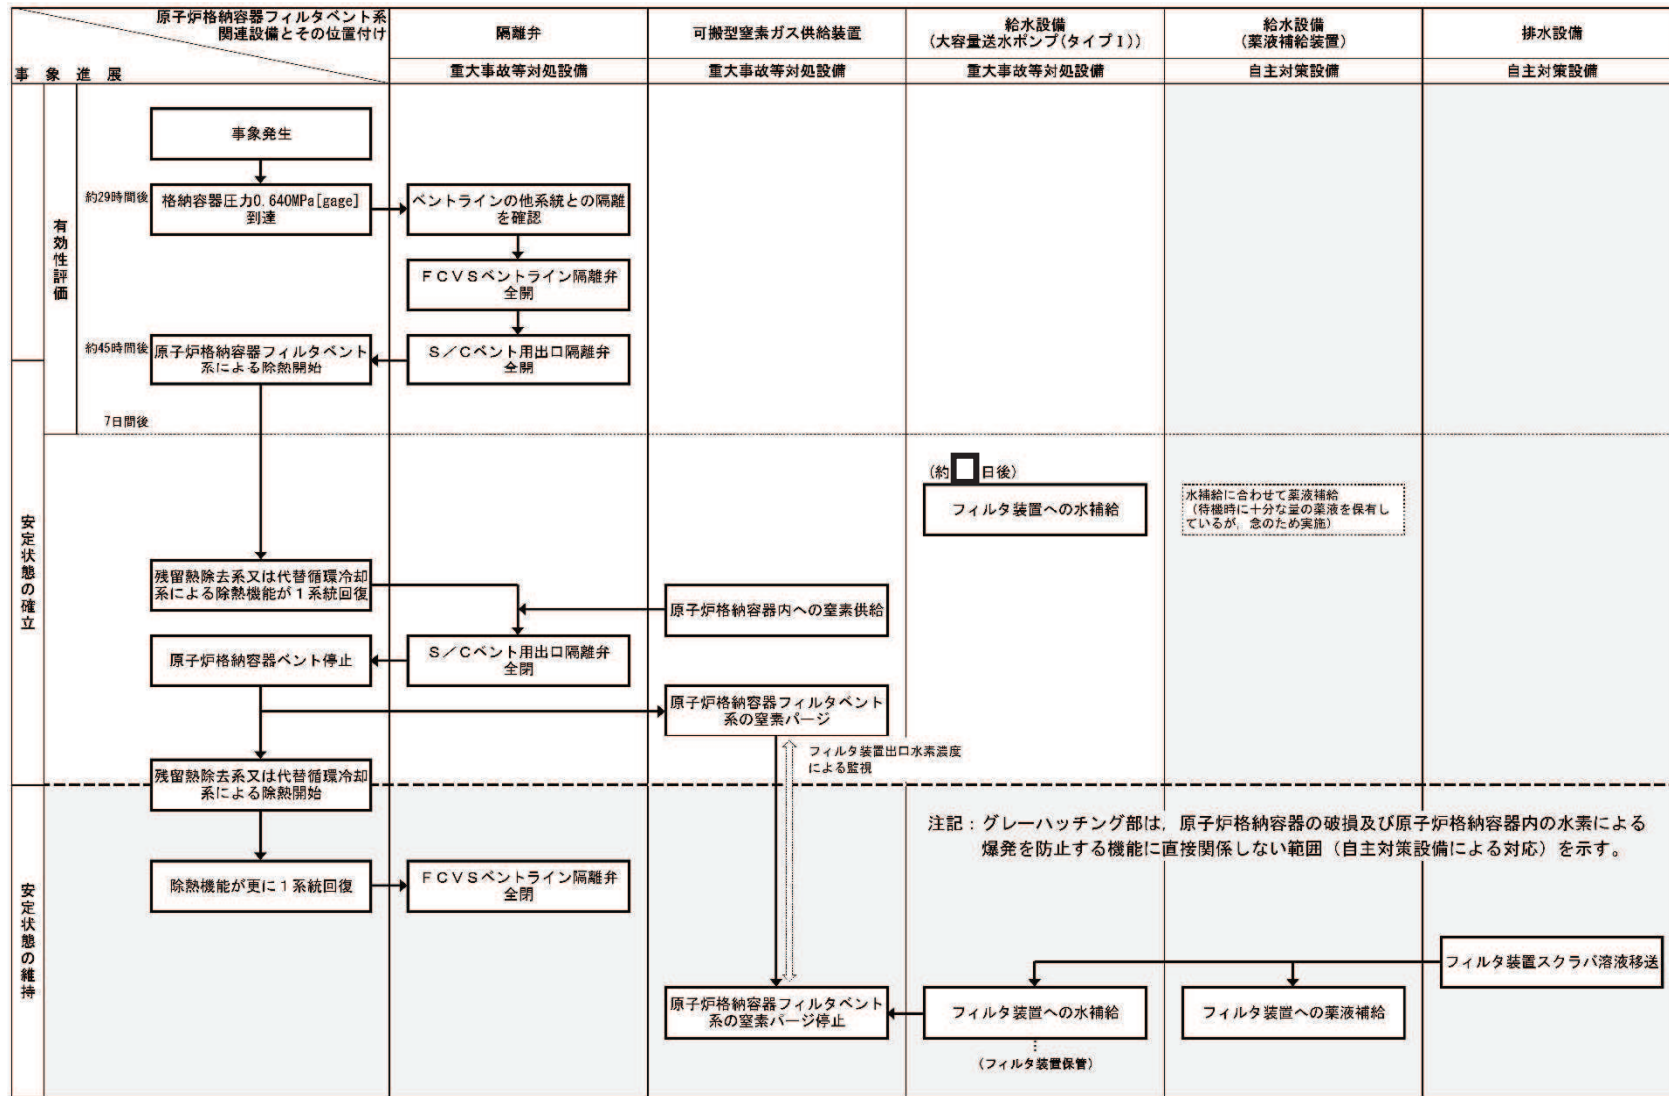 原子炉格納容器フィルタベント系
関連設備とその位置付け
事象進展
隔離弁
可搬型窒素ガス供給装置
給水設備
(大容量送水ポンプ(タイプⅠ))
給水設備
(薬液補給装置)
排水設備
重大事故等対処設備
重大事故等対処設備
重大事故等対処設備
自主対策設備
自主対策設備
有効性評価
事象発生
約29時間後
格納容器圧力0.640MPa[gage]
到達
ベントラインの他系統との隔離
を確認
FCVSベントライン隔離弁
全開
約45時間後
原子炉格納容器フィルタベント
系による除熱開始
S/Cベント用出口隔離弁
全開
7日間後
安定状態の確立
(約 日後)
フィルタ装置への水補給
水補給に合わせて薬液補給
(待機時に十分な量の薬液を保有し
ているが,念のため実施)
残留熱除去系又は代替循環冷却
系による除熱機能が1系統回復
原子炉格納容器内への窒素供給
原子炉格納容器ベント停止
S/Cベント用出口隔離弁
全閉
原子炉格納容器フィルタベント
系の窒素パージ
フィルタ装置出口水素濃度
による監視
残留熱除去系又は代替循環冷却
系による除熱開始
安定状態の維持
注記:グレーハッチング部は,原子炉格納容器の破損及び原子炉格納容器内の水素による
爆発を防止する機能に直接関係しない範囲(自主対策設備による対応)を示す。
除熱機能が更に1系統回復
FCVSベントライン隔離弁
全閉
フィルタ装置スクラバ溶液移送
原子炉格納容器フィルタベント
系の窒素パージ停止
フィルタ装置への水補給
フィルタ装置への薬液補給
(フィルタ装置保管)